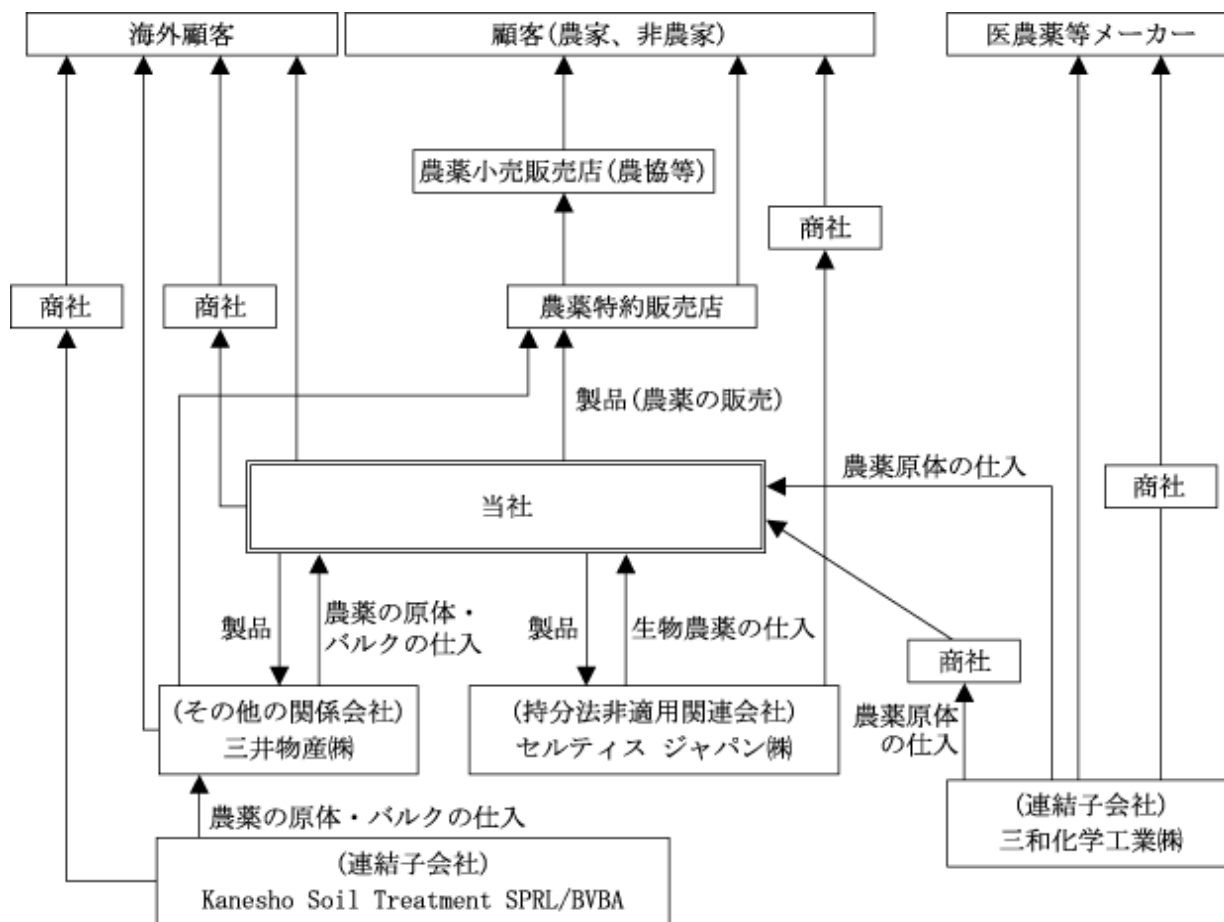 海外顧客
顧客(農家、非農家)
医農薬等メーカー
農薬小売販売店(農協等)
商社
商社
商社
農薬特約販売店
製品(農薬の販売)
農薬原体の仕入
商社
当社
製品
農薬の原体・
バルクの仕入
製品
生物農薬の仕入
商社
農薬原体
の仕入
(その他の関係会社)
三井物産㈱
(持分法非適用関連会社)
セルティス ジャパン㈱
農薬の原体・バルクの仕入
(連結子会社)
三和化学工業㈱
(連結子会社)
Kanesho Soil Treatment SPRL/BVBA